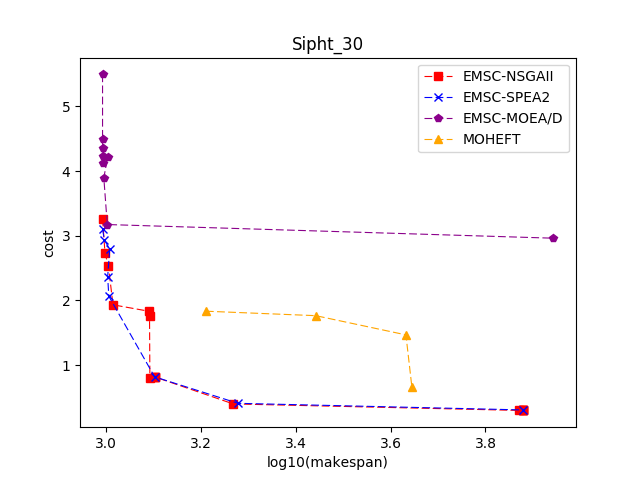 Sipht_30
EMSC-NSGAII
EMSC-SPEA2
EMSC-MOEA/D
MOHEFT
cost
5
4
3
2
1
3.0 3.2 3.4 3.6 3.8
log10(makespan)